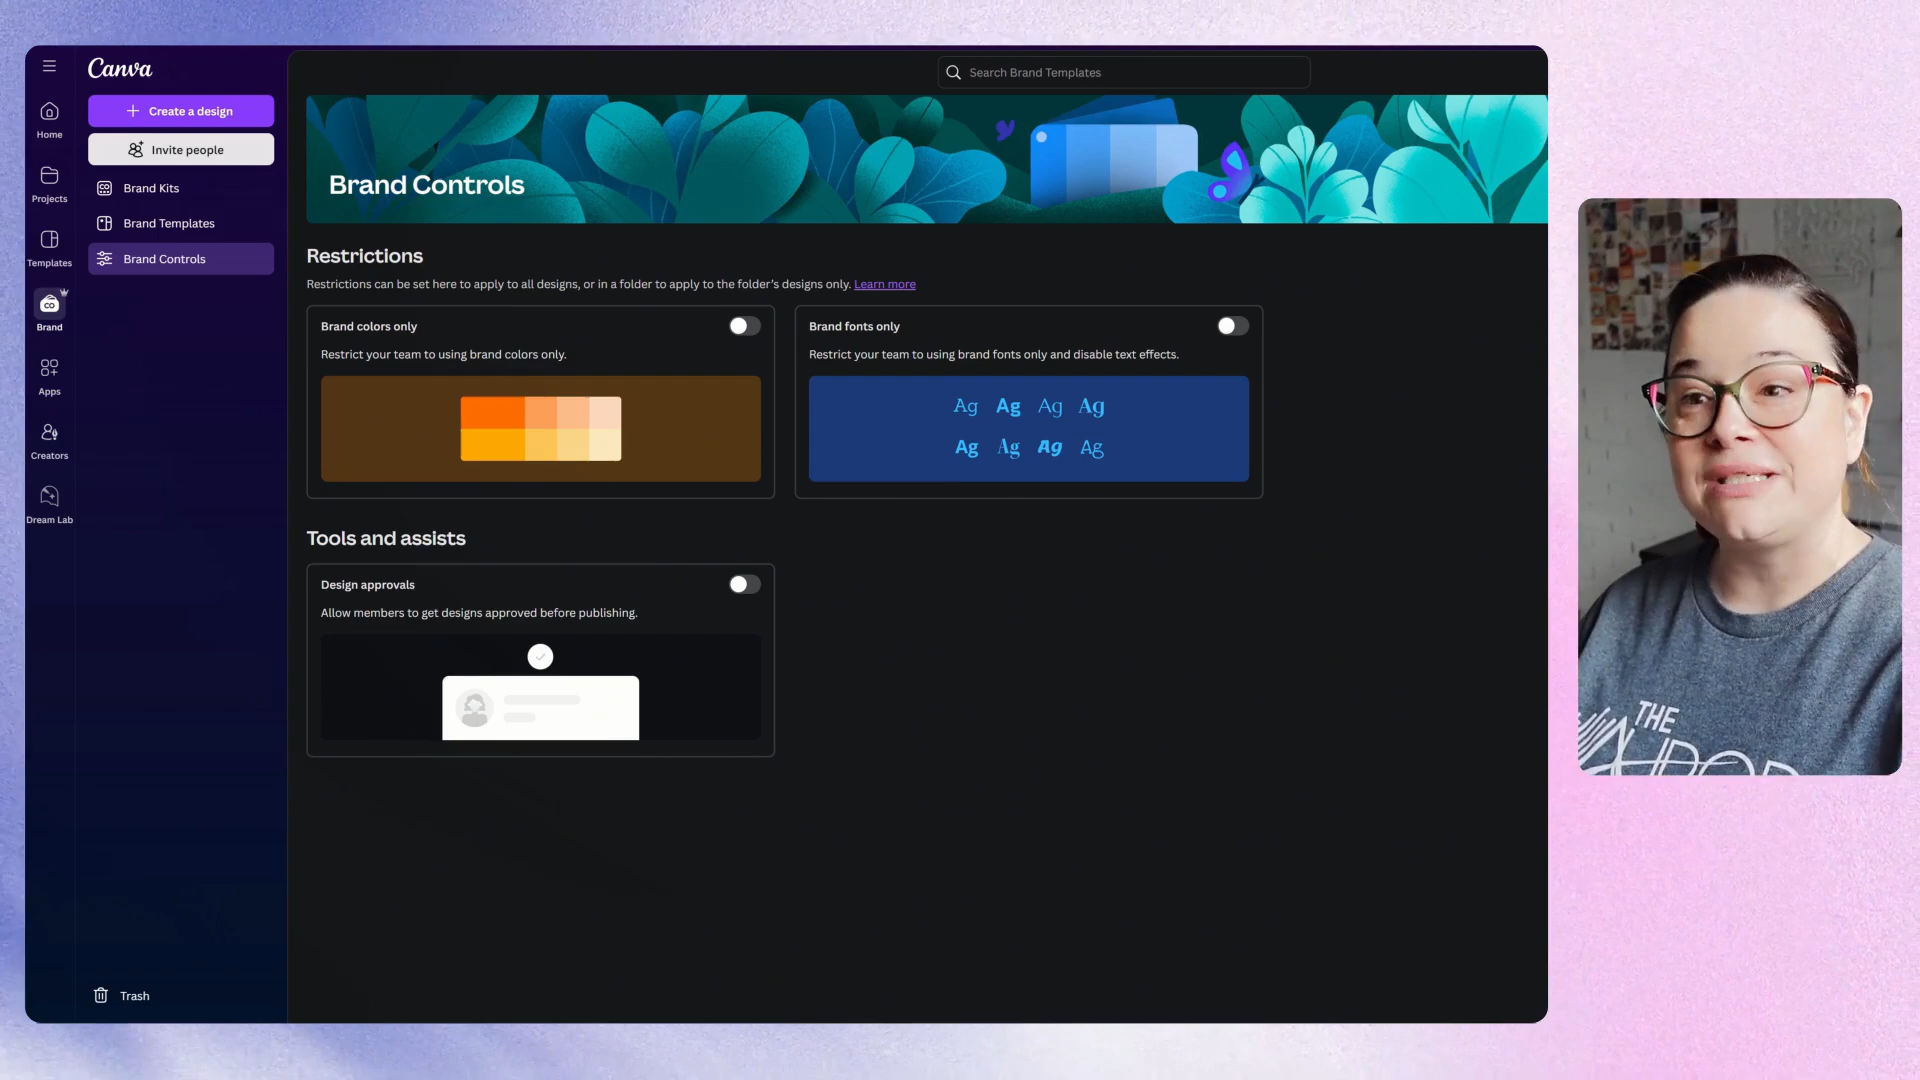 Canva
Search Brand Templates
Create a design
Invite people
Brand Kits
Brand Templates
Brand Controls
Home
Projects
Templates
CO
Brand
Apps
Creators
Dream Lab
Trash
Brand Controls
Restrictions
Restrictions can be set here to apply to all designs, or in a folder to apply to the folder's designs only. Learn more
Brand colors only
Restrict your team to using brand colors only.
Brand fonts only
Restrict your team to using brand fonts only and disable text effects.
Ag Ag Ag Ag
Ag Ag Ag Ag
Tools and assists
Design approvals
Allow members to get designs approved before publishing.
THE